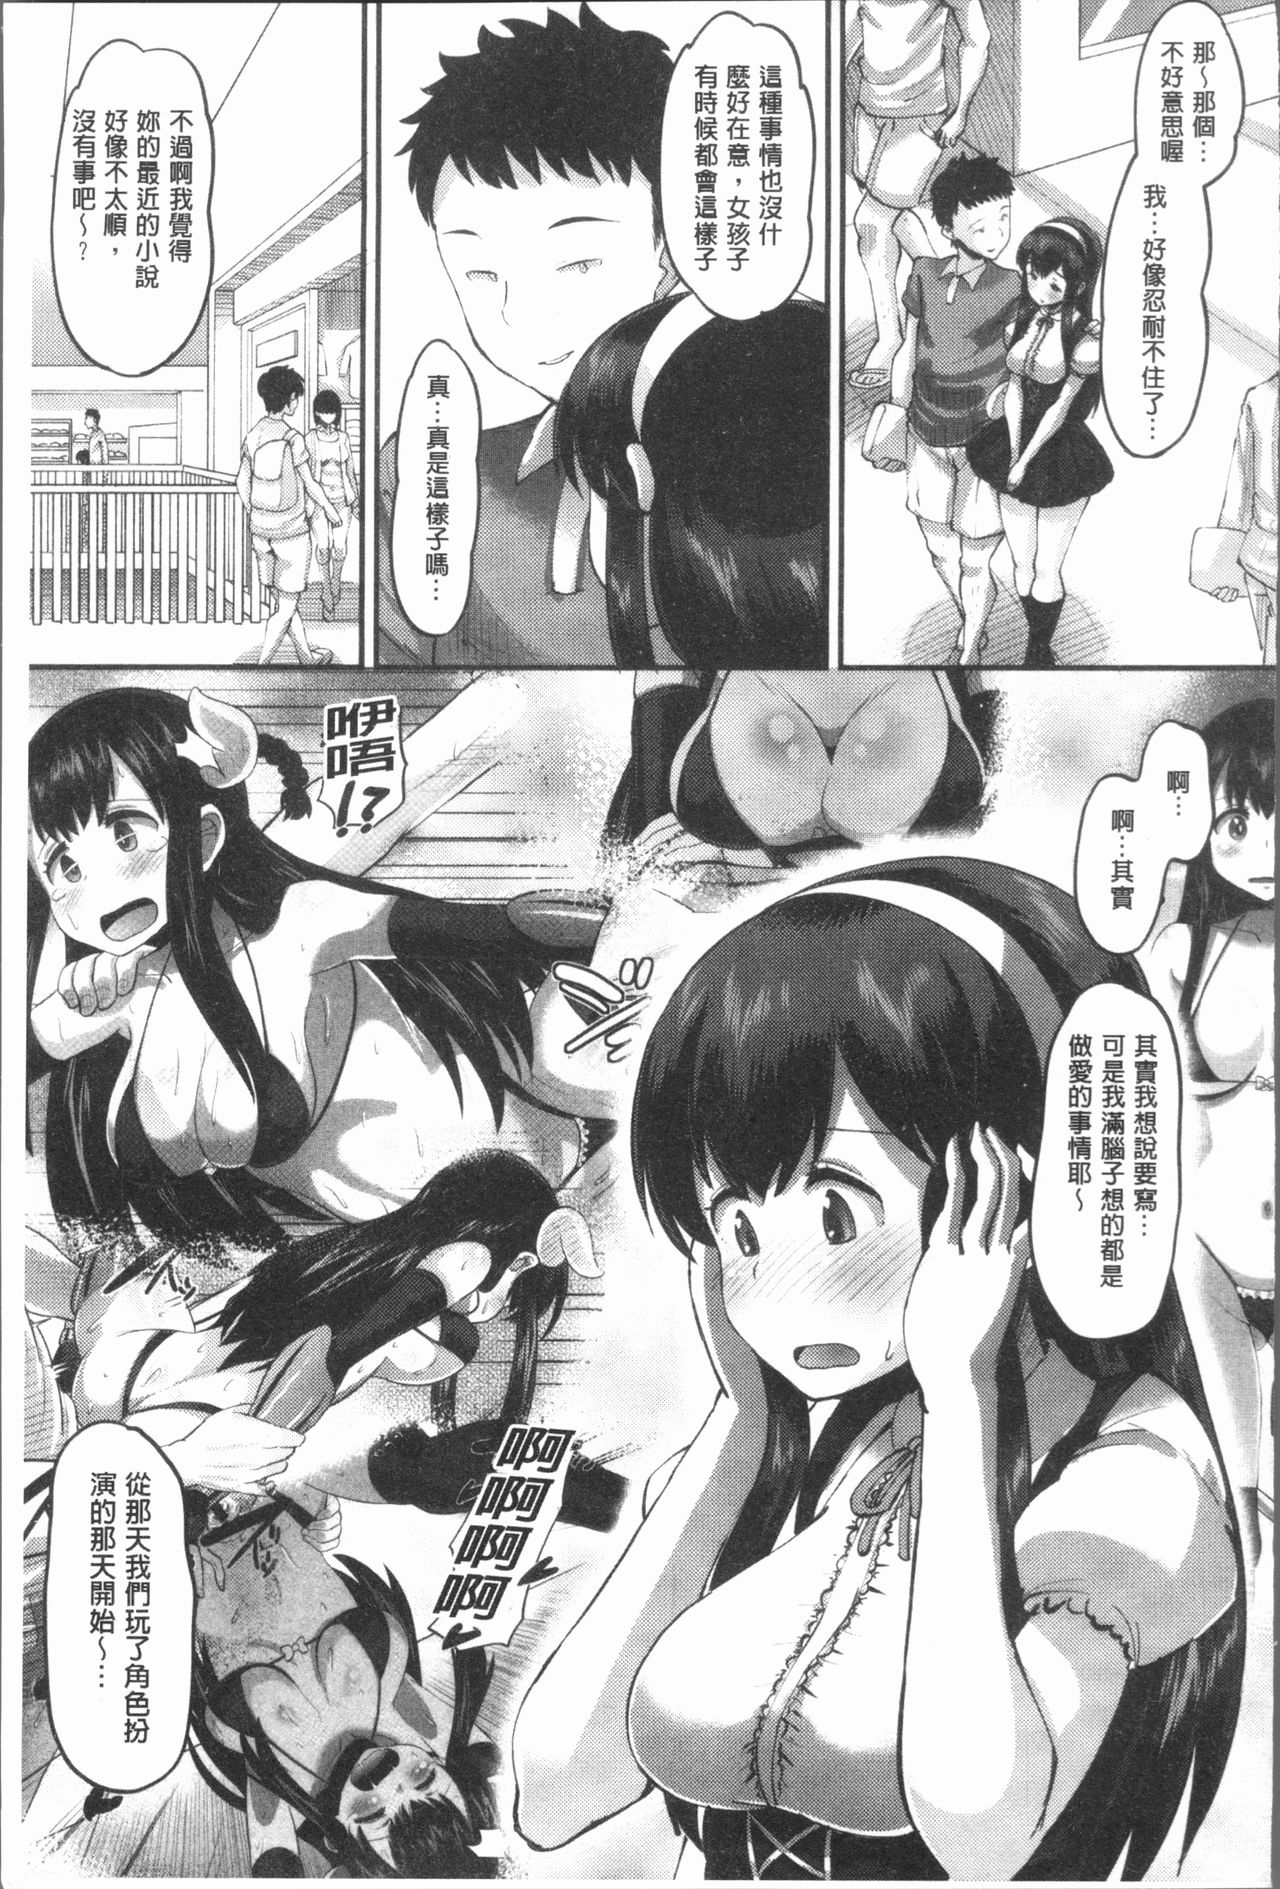 那～那個…
不好意思喔
我…好像忍耐不住了…
這種事情也沒什
麼好在意，女孩子
有時候都會這樣子
真…真是這樣子嗎…
不過啊我覺得
妳的最近的小說
好像不太順，
沒有事吧～？
啊…
啊…其實
其實我想說要寫…
可是我滿腦子想的都是
做愛的事情耶～
咿唔!?
啊啊啊啊
從那天我們玩了角色扮
演的那天開始～…